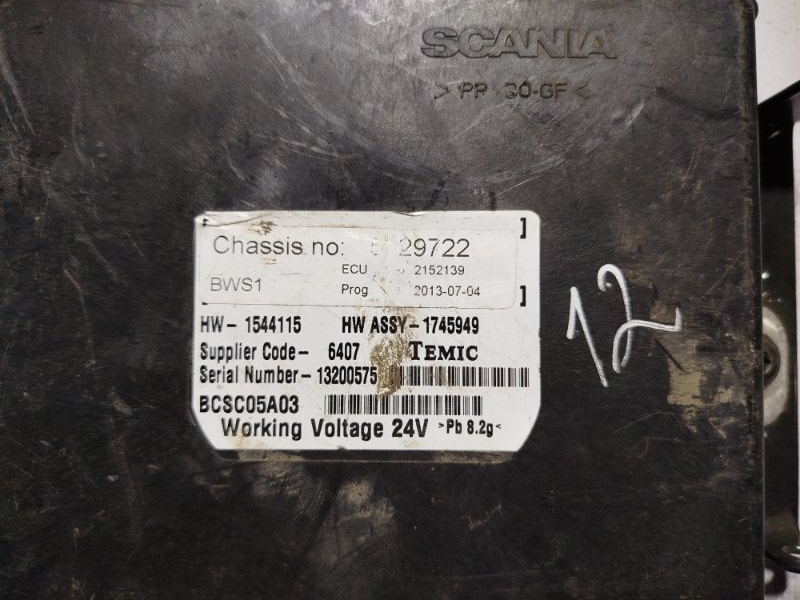 SCANIA
> PP 30-GF <
Chassis no: 29722
ECU 2152139
BWS1 Prog 2013-07-04
HW- 1544115 HW ASSY-1745949
Supplier Code- 6407 TEMIC
Serial Number- 13200575
BCSC05A03
Working Voltage 24V >Pb 8.2g<
12